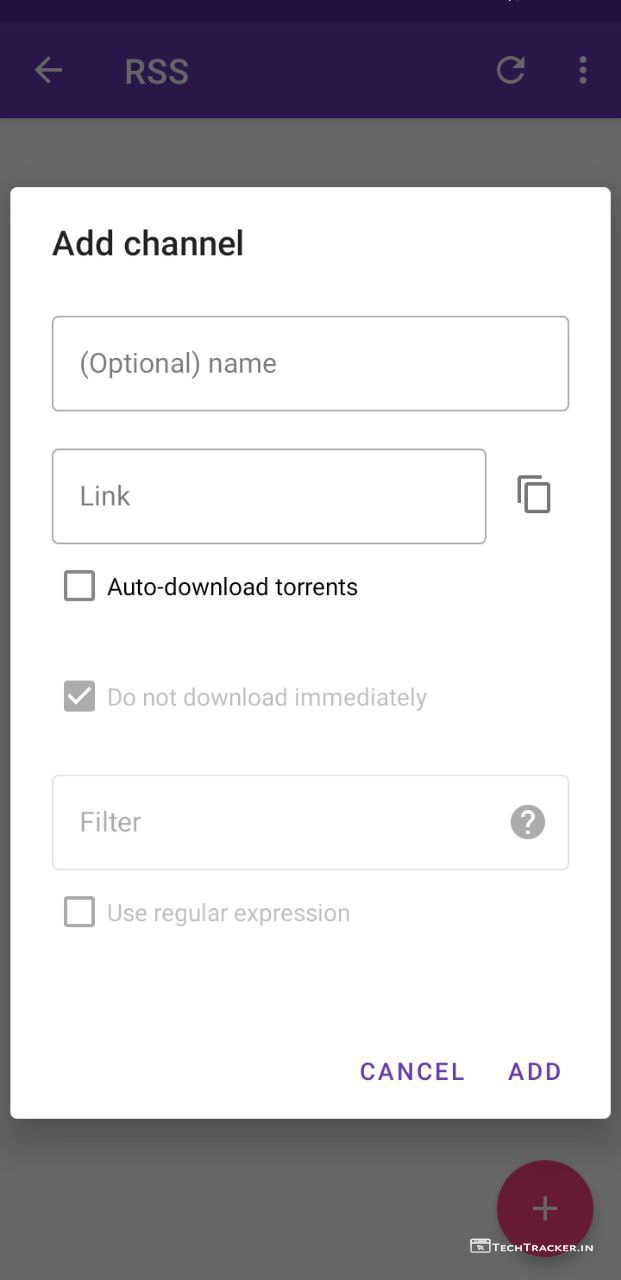 RSS
Add channel
(Optional) name
Link
Auto-download torrents
Do not download immediately
Filter
Use regular expression
CANCEL ADD
TECHTRACKER.IN